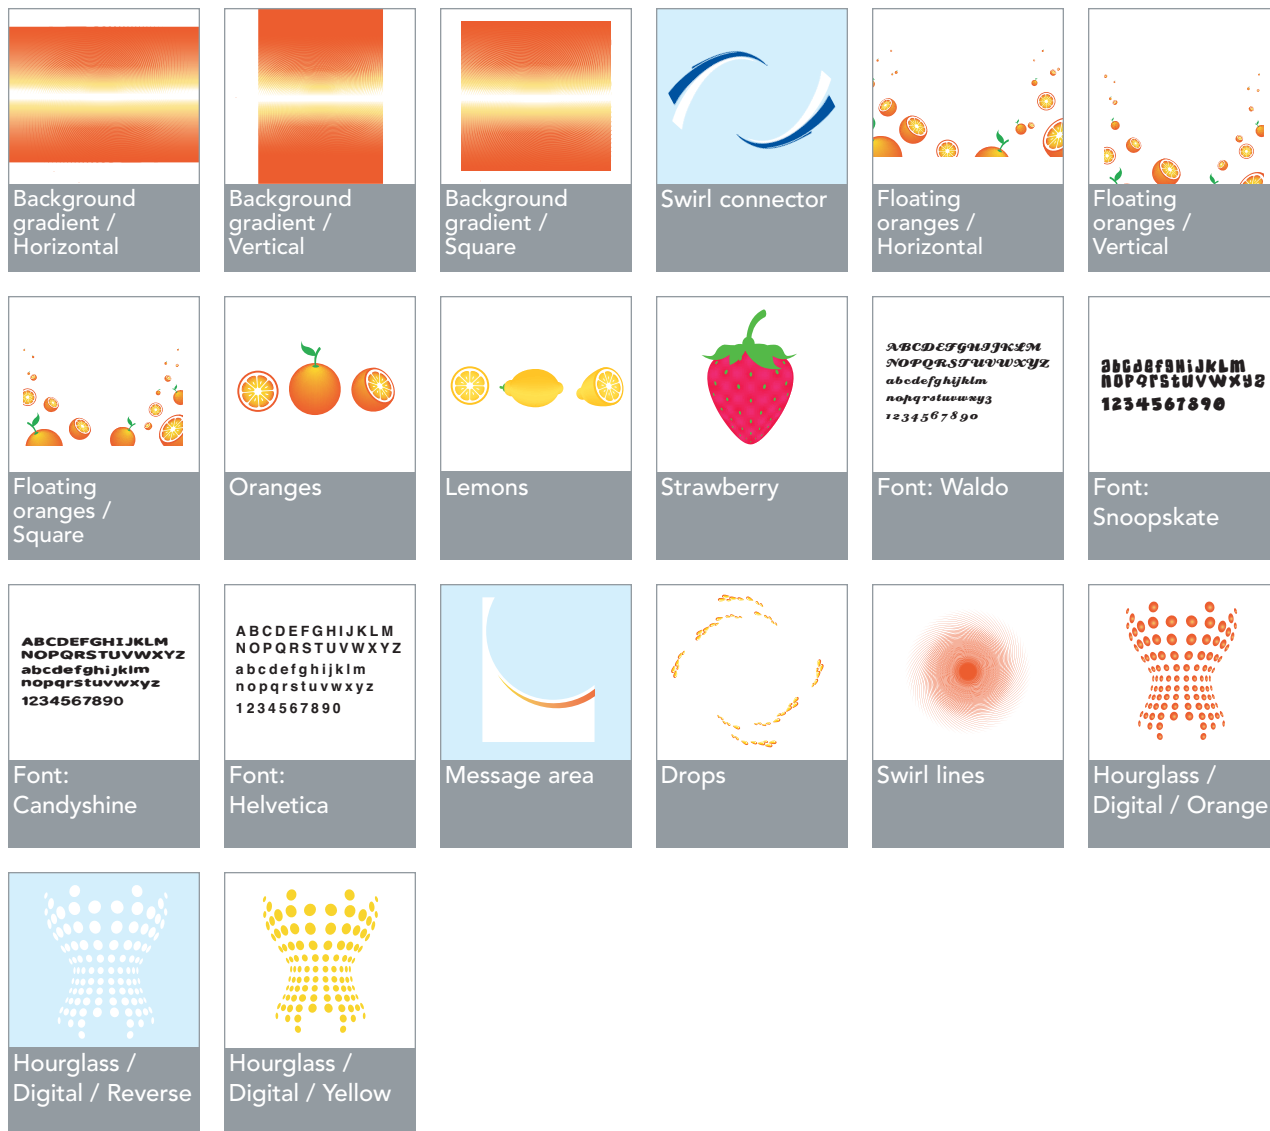 Background
gradient /
Horizontal
Background
gradient /
Vertical
Background
gradient /
Square
Swirl connector
Floating
oranges /
Horizontal
Floating
oranges /
Vertical
Floating
oranges /
Square
Oranges
Lemons
Strawberry
ABCDEFGHIJKLM
NOPQRSTUVWXYZ
abcdefghijklm
nopqrstuvwxyz
1234567890
Font: Waldo
abcdefghijklm
nopqrstuvwxyz
1234567890
Font:
Snoopskate
ABCDEFGHIJKLM
NOPQRSTUVWXYZ
abcdefghijklm
nopqrstuvwxyz
1234567890
Font:
Candyshine
ABCDEFGHIJKLM
NOPQRSTUVWXYZ
abcdefghijklm
nopqrstuvwxyz
1234567890
Font:
Helvetica
Message area
Drops
Swirl lines
Hourglass /
Digital / Orange
Hourglass /
Digital / Reverse
Hourglass /
Digital / Yellow